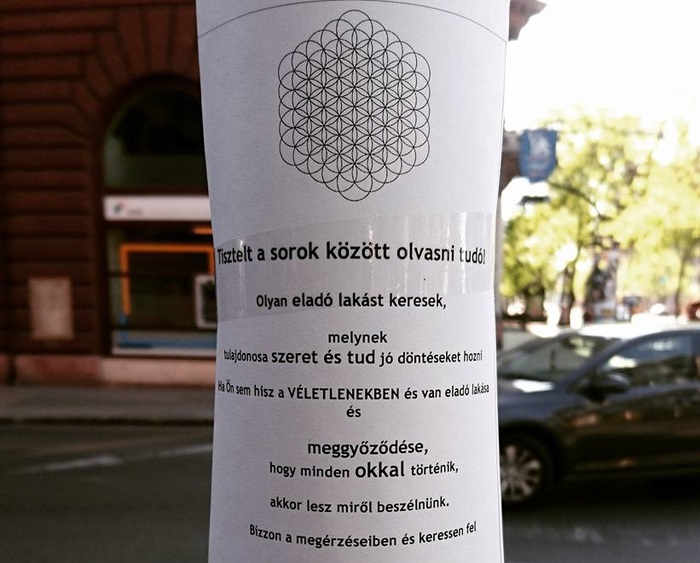 Tisztelt a sorok között olvasni tudó!
Olyan eladó lakást keresek,
melynek
tulajdonosa szeret és tud jó döntéseket hozni
Ha Ön sem hisz a VÉLETLENEKBEN és van eladó lakása
és
meggyőződése,
hogy minden okkal történik,
akkor lesz miről beszélnünk.
Bízzon a megérzéseiben és keressen fel